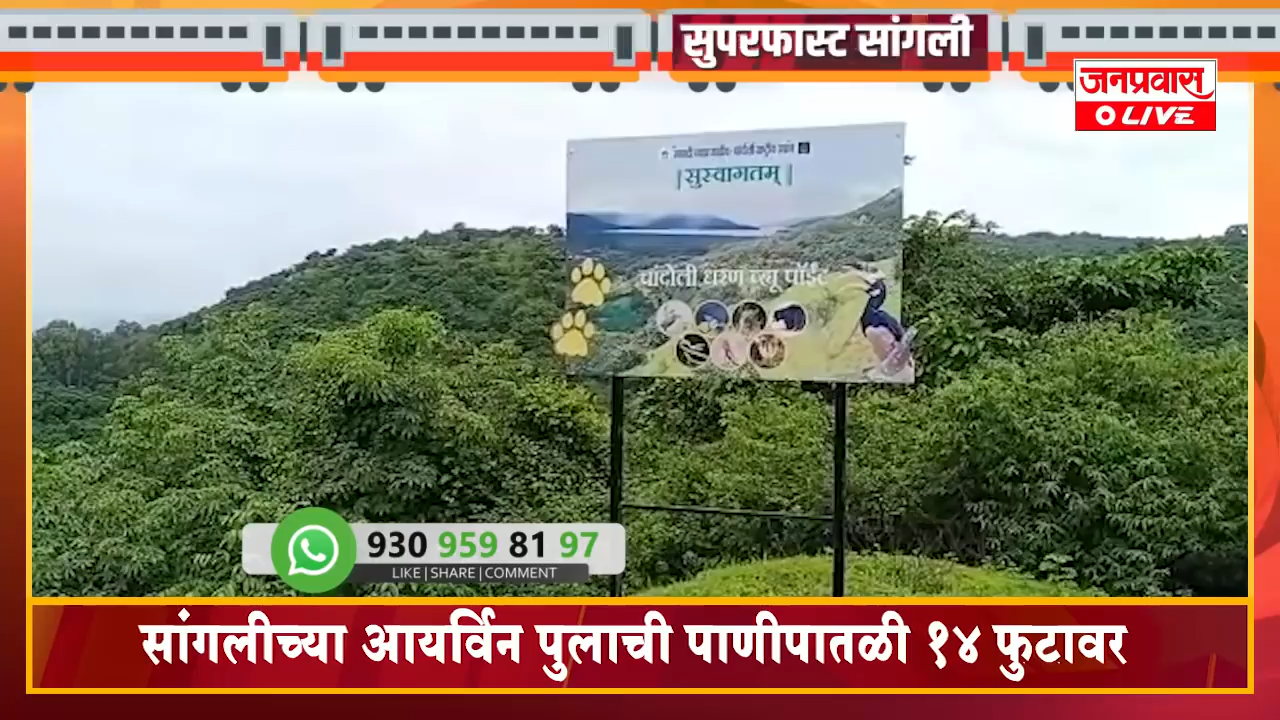 सुपरफास्ट सांगली
जनप्रवास
LIVE
॥सुस्वागतम्॥
चांदोली धरण व्ह्यू पॉईंट
930 959 81 97
LIKE|SHARE|COMMENT
सांगलीच्या आयर्विन पुलाची पाणीपातळी १४ फुटावर